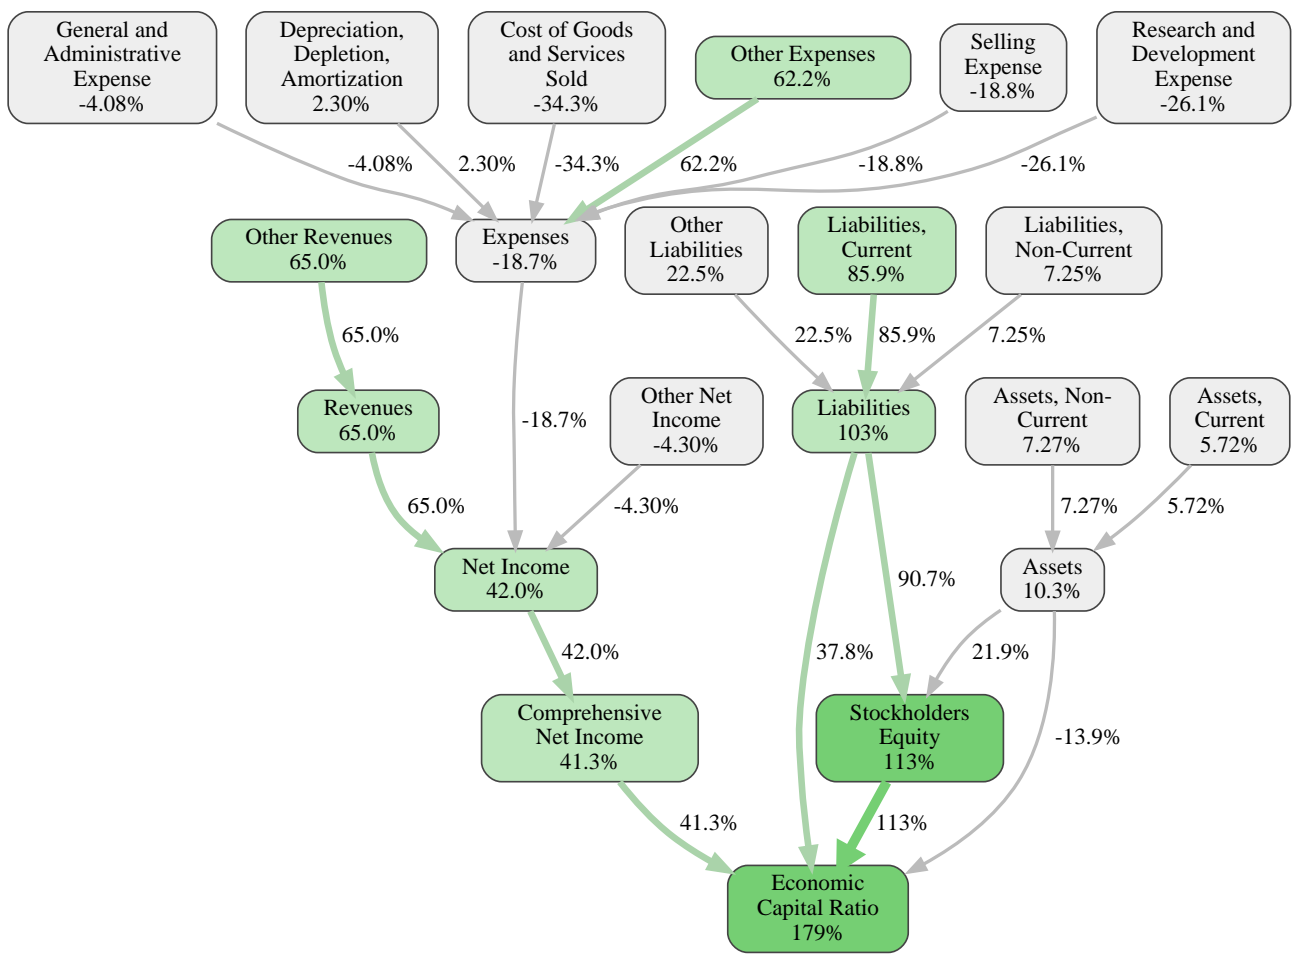 General and
Administrative
Expense
-4.08%
Depreciation,
Depletion,
Amortization
2.30%
Cost of Goods
and Services
Sold
-34.3%
Other Expenses
62.2%
Selling
Expense
-18.8%
Research and
Development
Expense
-26.1%
-4.08%
2.30%
-34.3%
62.2%
-18.8%
-26.1%
Other Revenues
65.0%
Expenses
-18.7%
Other
Liabilities
22.5%
Liabilities,
Current
85.9%
Liabilities,
Non-Current
7.25%
65.0%
22.5%
85.9%
7.25%
Revenues
65.0%
-18.7%
Other Net
Income
-4.30%
Liabilities
103%
Assets, Non-
Current
7.27%
Assets,
Current
5.72%
65.0%
-4.30%
7.27%
5.72%
Net Income
42.0%
90.7%
Assets
10.3%
42.0%
37.8%
21.9%
Comprehensive
Net Income
41.3%
Stockholders
Equity
113%
-13.9%
41.3%
113%
Economic
Capital Ratio
179%